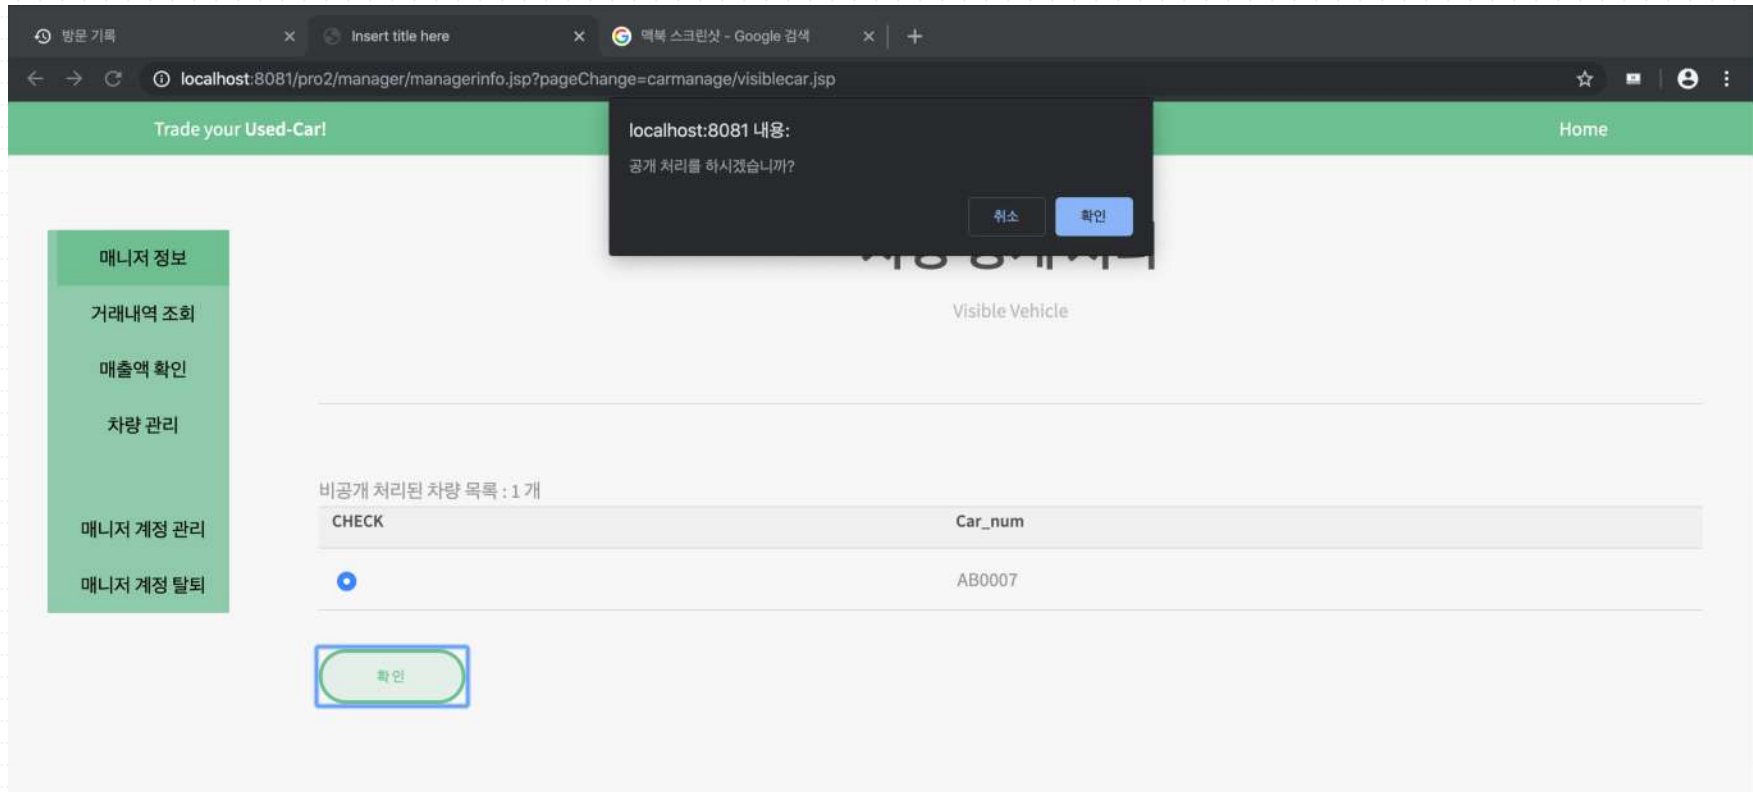 방문 기록
Insert title here
맥북 스크린샷 - Google 검색
localhost:8081/pro2/manager/managerinfo.jsp?pageChange=carmanage/visiblecar.jsp
Trade your Used-Car!
Home
localhost:8081 내용:
공개 처리를 하시겠습니까?
취소
확인
Visible Vehicle
매니저 정보
거래내역 조회
매출액 확인
차량 관리
매니저 계정 관리
매니저 계정 탈퇴
비공개 처리된 차량 목록 : 1 개
CHECK Car_num
AB0007
확인